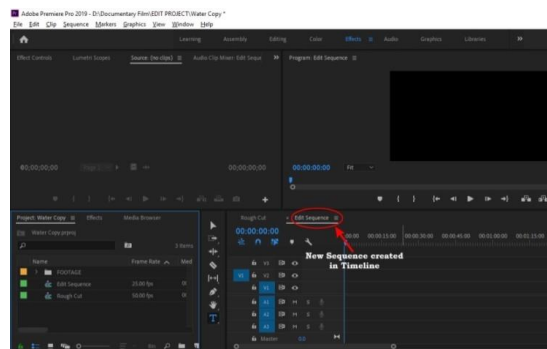 Adobe Premiere Pro 2019 - D:\Documentary Film\EDIT PROJECT\Water Copy *
File Edit Clip Sequence Markers Graphics View Window Help
Learning Assembly Editing Color Effects Audio Graphics Libraries
Effect Controls Lumetri Scopes Source: (no clips) Audio Clip Mixer: Edit Seque Program: Edit Sequence
00;00;00;00 00;00;00;00 00:00:00:00 Fit
Project: Water Copy Effects Media Browser Rough Cut Edit Sequence
Water Copy.prproj 00:00:00:00
3 Items 00:00 00:00:15:00 00:00:30:00 00:00:45:00 00:01:00:00 00:01:15:00
Name Frame Rate New Sequence created
in Timeline
FOOTAGE V3
Edit Sequence 25.00 fps V1 V2
Rough Cut 50.00 fps V1
A1 M S
A2 M S
A3 M S
Master 0.0